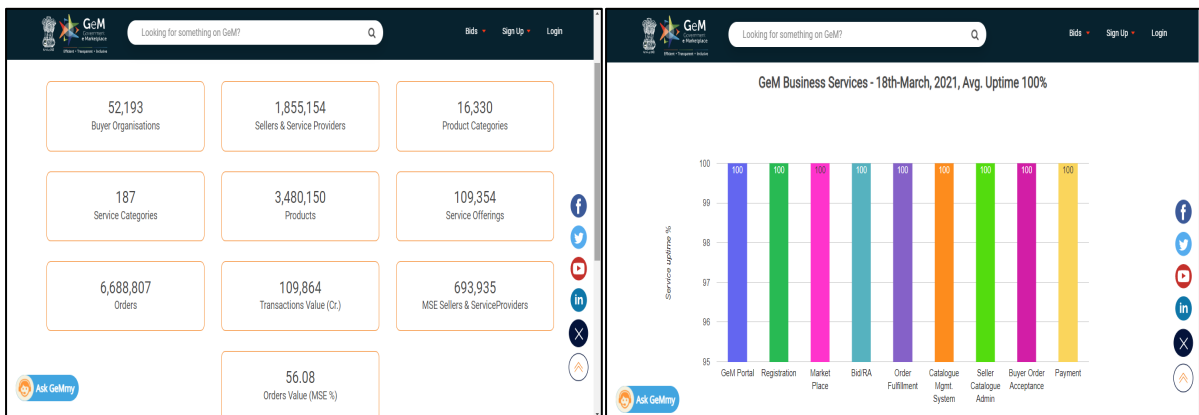 GeM
Government
e Marketplace
Efficient • Transparent • Inclusive
Looking for something on GeM?
Bids
Sign Up
Login
52,193
Buyer Organisations
1,855,154
Sellers & Service Providers
16,330
Product Categories
187
Service Categories
3,480,150
Products
109,354
Service Offerings
6,688,807
Orders
109,864
Transactions Value (Cr.)
693,935
MSE Sellers & ServiceProviders
56.08
Orders Value (MSE %)
Ask GeMmy
GeM
Government
e Marketplace
Efficient • Transparent • Inclusive
Looking for something on GeM?
Bids
Sign Up
Login
GeM Business Services - 18th-March, 2021, Avg. Uptime 100%
Service uptime %
100
99
98
97
96
95
100 100 100 100 100 100 100 100 100
GeM Portal
Registration
Market
Place
Bid/RA
Order
Futfillment
Catalogue
Mgmt.
System
Seller
Catalogue
Admin
Buyer Order
Acceptance
Payment
Ask GeMmy